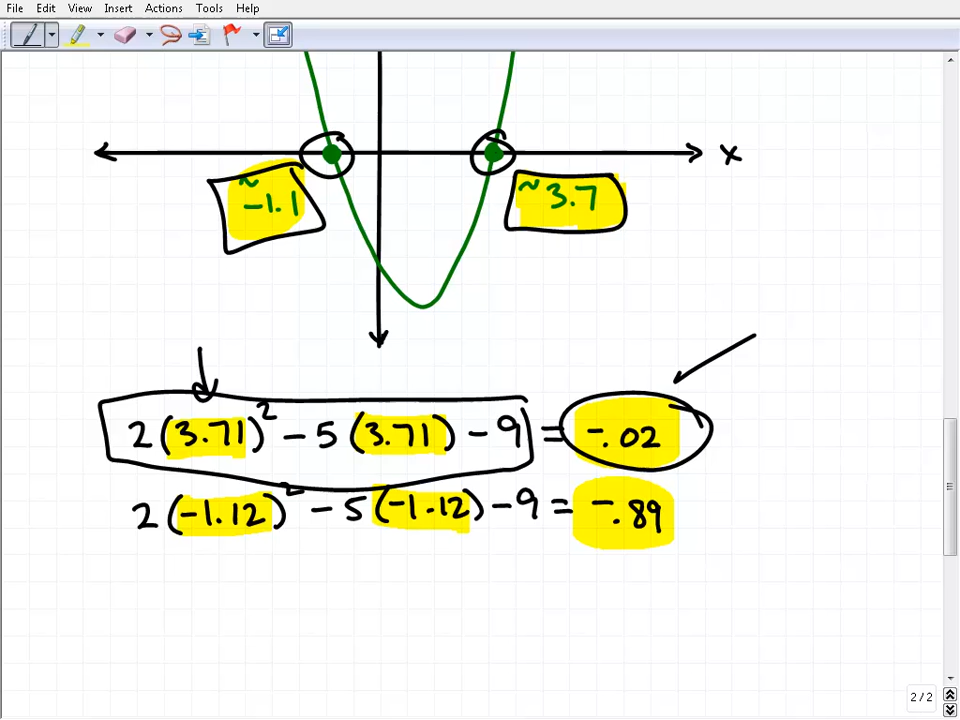 File Edit View Insert Actions Tools Help
x
~ -1.1
~ 3.7
2(3.71)² - 5(3.71) - 9 = -.02
2(-1.12)² - 5(-1.12) - 9 = -.89
2 / 2